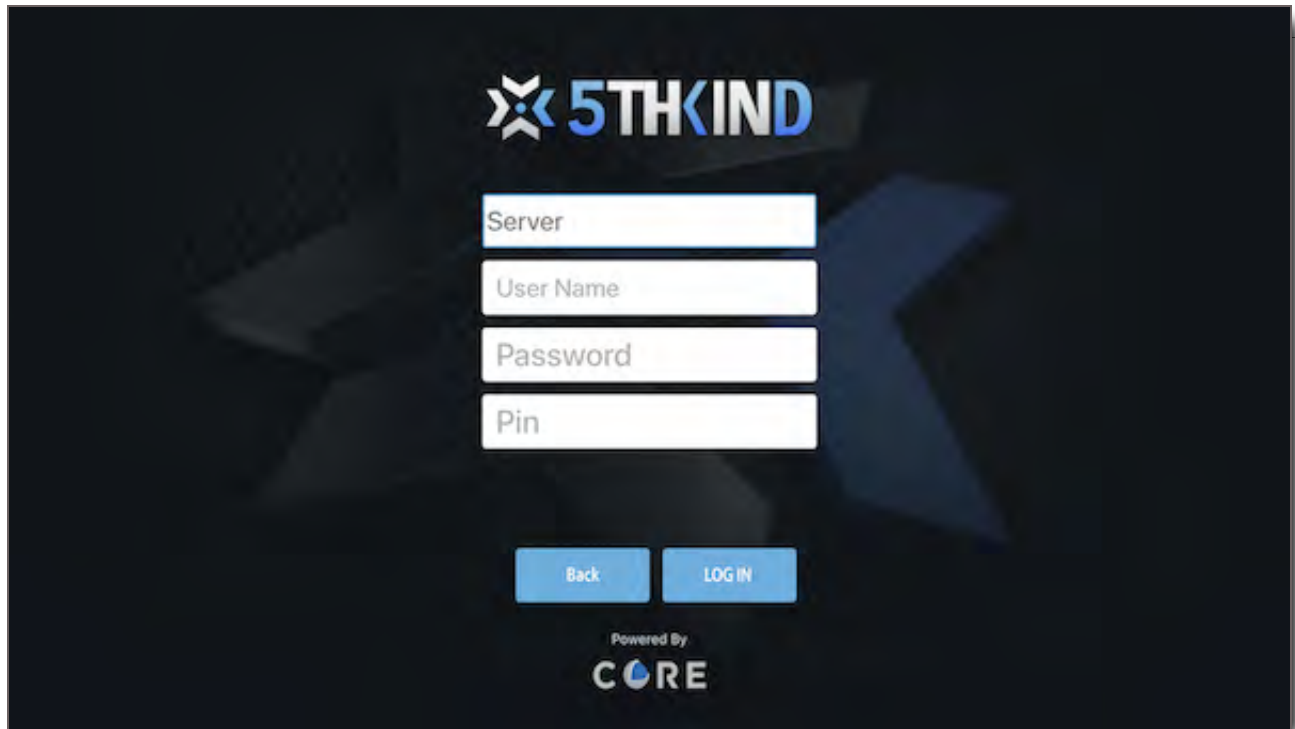 5THKIND
Server
User Name
Password
Pin
Back
LOG IN
Powered By
CORE